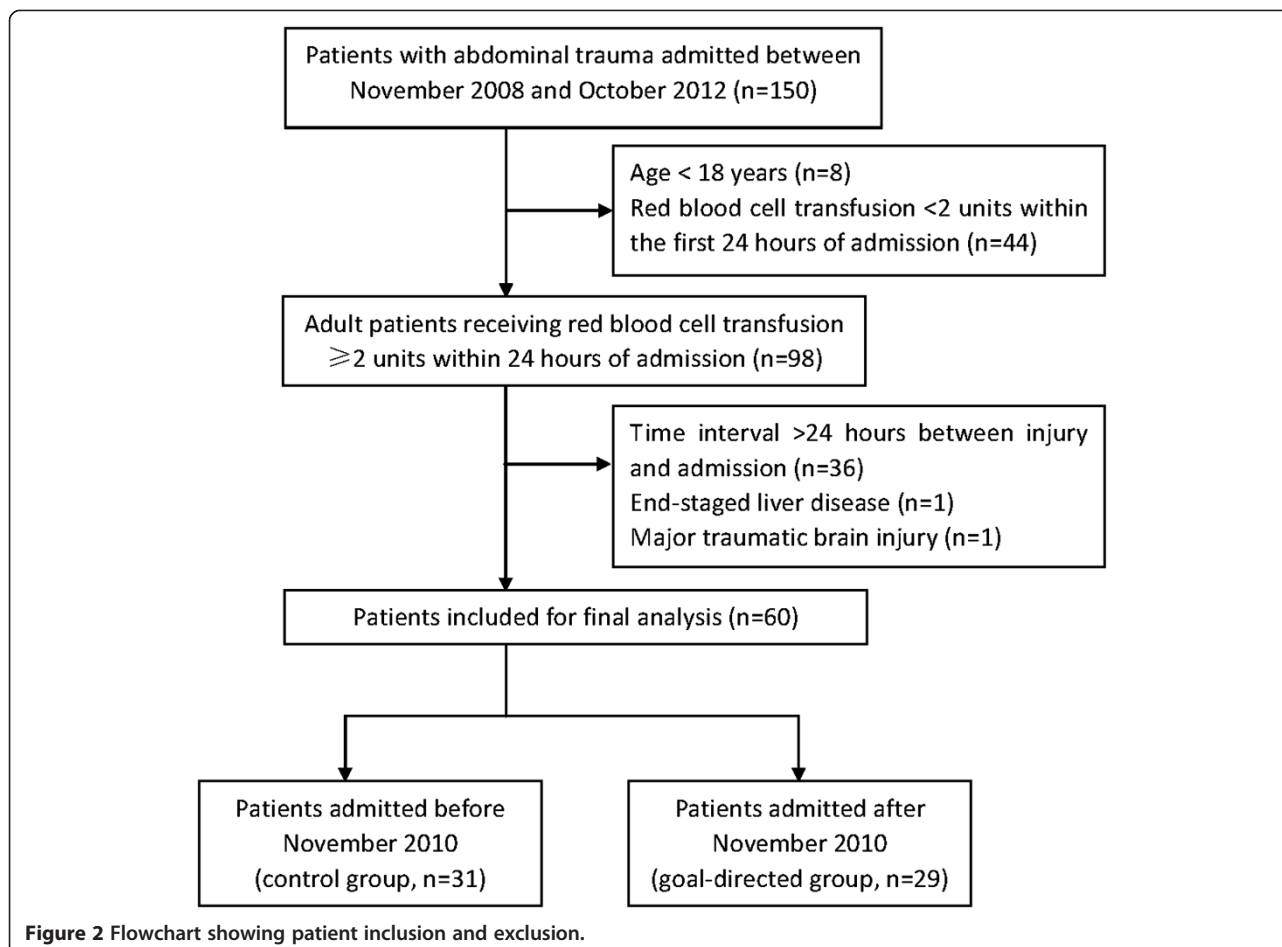 Patients with abdominal trauma admitted between
November 2008 and October 2012 (n=150)
Age < 18 years (n=8)
Red blood cell transfusion <2 units within
the first 24 hours of admission (n=44)
Adult patients receiving red blood cell transfusion
≥2 units within 24 hours of admission (n=98)
Time interval >24 hours between injury
and admission (n=36)
End-staged liver disease (n=1)
Major traumatic brain injury (n=1)
Patients included for final analysis (n=60)
Patients admitted before
November 2010
(control group, n=31)
Patients admitted after
November 2010
(goal-directed group, n=29)
Figure 2 Flowchart showing patient inclusion and exclusion.